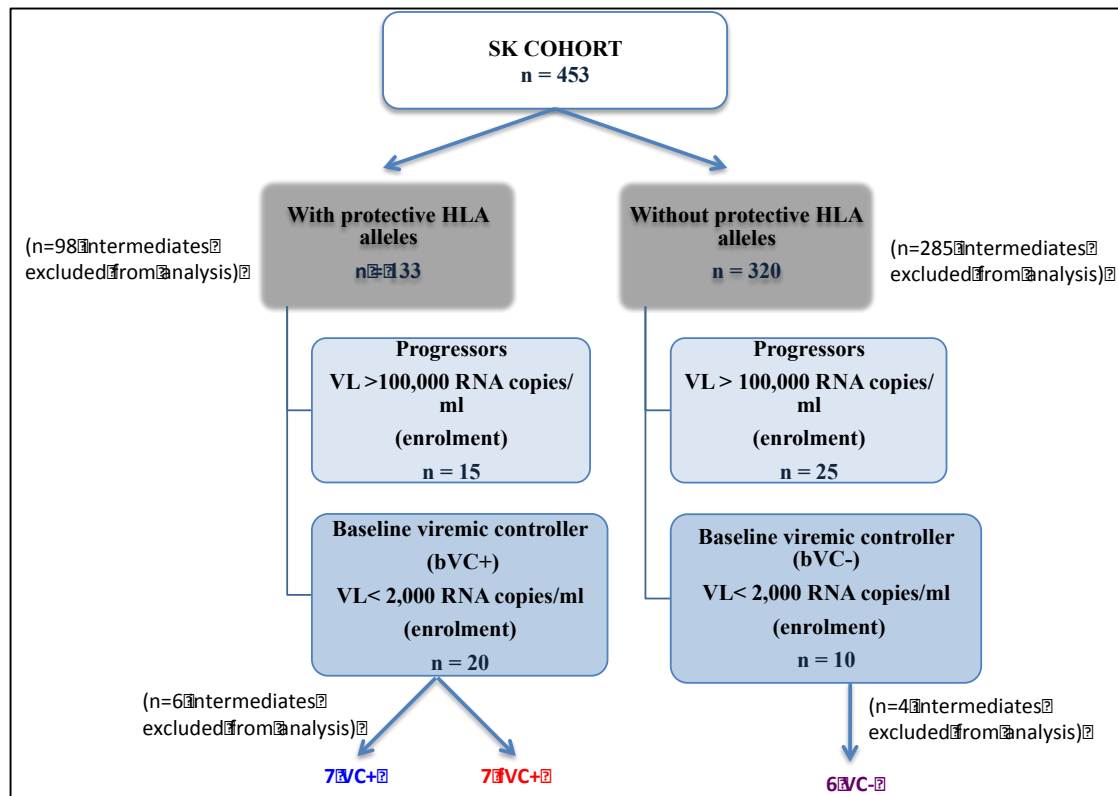 SK COHORT
n = 453
With protective HLA
alleles
n = 133
Without protective HLA
alleles
n = 320
(n=98 intermediates
excluded from analysis)
(n=285 intermediates
excluded from analysis)
Progressors
VL >100,000 RNA copies/
ml
(enrolment)
n = 15
Progressors
VL > 100,000 RNA copies/
ml
(enrolment)
n = 25
Baseline viremic controller
(bVC+)
VL< 2,000 RNA copies/ml
(enrolment)
n = 20
Baseline viremic controller
(bVC-)
VL< 2,000 RNA copies/ml
(enrolment)
n = 10
(n=6 intermediates
excluded from analysis)
(n=4 intermediates
excluded from analysis)
7 VC+
7 fVC+
6 VC-